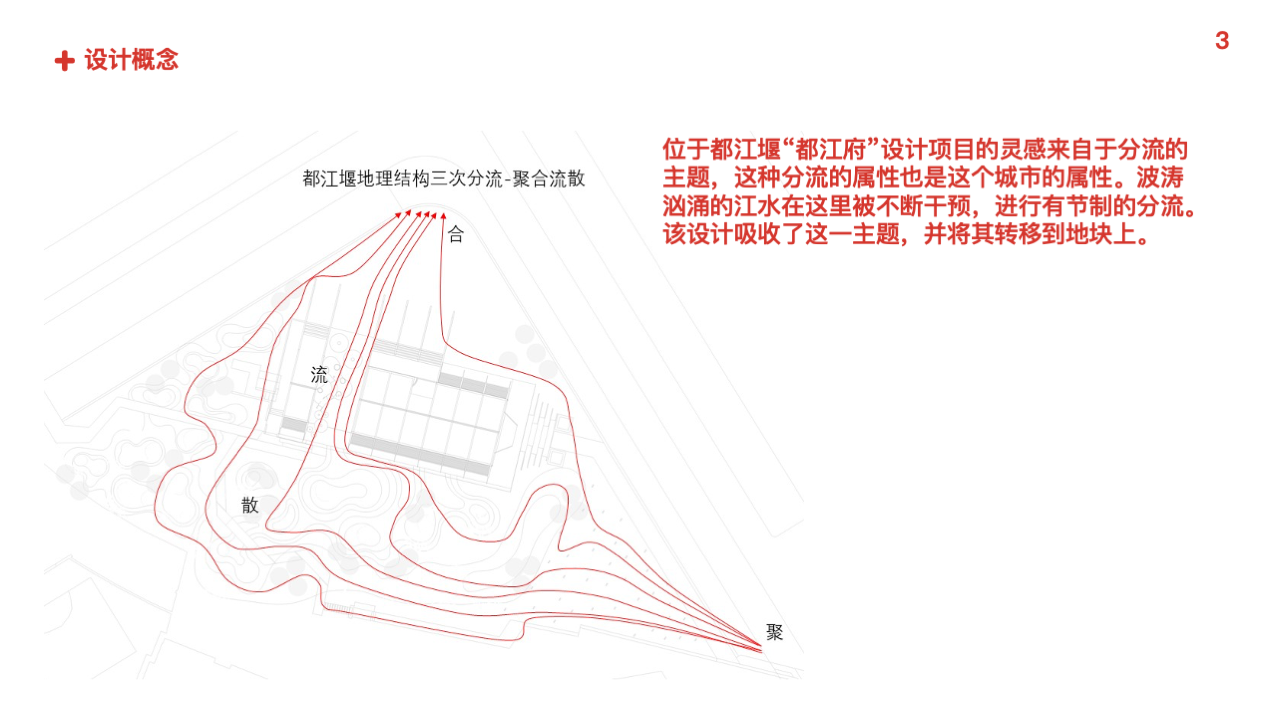 3
设计概念
位于都江堰“都江府”设计项目的灵感来自于分流的
主题，这种分流的属性也是这个城市的属性。波涛
汹涌的江水在这里被不断干预，进行有节制的分流。
该设计吸收了这一主题，并将其转移到地块上。
都江堰地理结构三次分流-聚合流散
合
流
散
聚